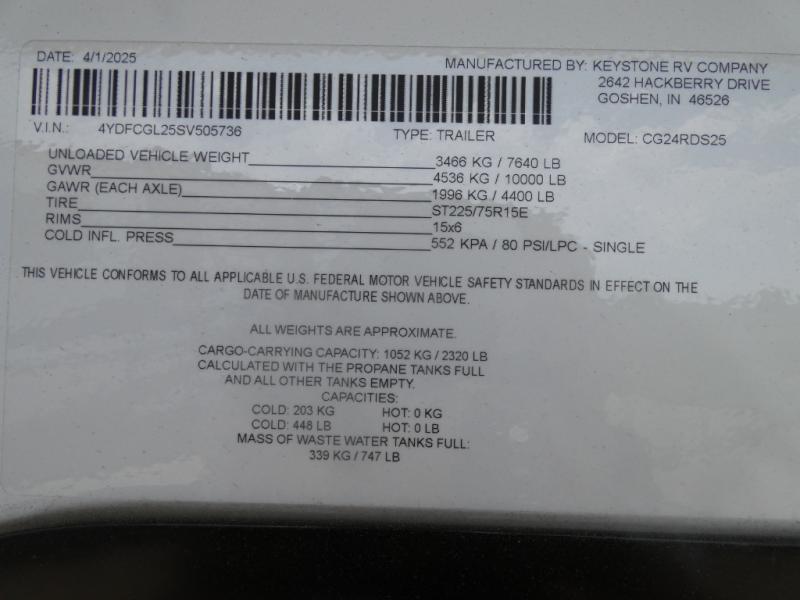 DATE: 4/1/2025
MANUFACTURED BY: KEYSTONE RV COMPANY
2642 HACKBERRY DRIVE
GOSHEN, IN 46526
V.I.N.: 4YDFCGL25SV505736 TYPE: TRAILER MODEL: CG24RDS25
UNLOADED VEHICLE WEIGHT 3466 KG / 7640 LB
GVWR 4536 KG / 10000 LB
GAWR (EACH AXLE) 1996 KG / 4400 LB
TIRE ST225/75R15E
RIMS 15x6
COLD INFL. PRESS 552 KPA / 80 PSI/LPC - SINGLE
THIS VEHICLE CONFORMS TO ALL APPLICABLE U.S. FEDERAL MOTOR VEHICLE SAFETY STANDARDS IN EFFECT ON THE
DATE OF MANUFACTURE SHOWN ABOVE.
ALL WEIGHTS ARE APPROXIMATE.
CARGO-CARRYING CAPACITY: 1052 KG / 2320 LB
CALCULATED WITH THE PROPANE TANKS FULL
AND ALL OTHER TANKS EMPTY.
CAPACITIES:
COLD: 203 KG HOT: 0 KG
COLD: 448 LB HOT: 0 LB
MASS OF WASTE WATER TANKS FULL:
339 KG / 747 LB